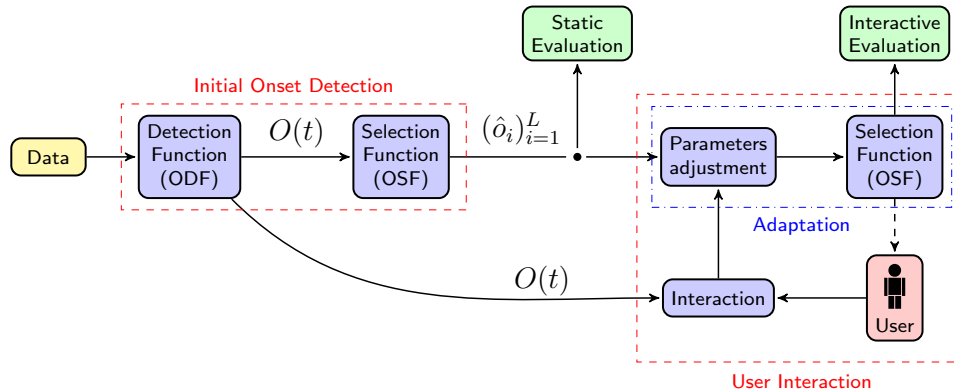 Static
Evaluation
Interactive
Evaluation
Initial Onset Detection
Data
Detection
Function
(ODF)
O(t)
Selection
Function
(OSF)
(ô_i)_{i=1}^L
Parameters
adjustment
Selection
Function
(OSF)
Adaptation
O(t)
Interaction
User
User Interaction